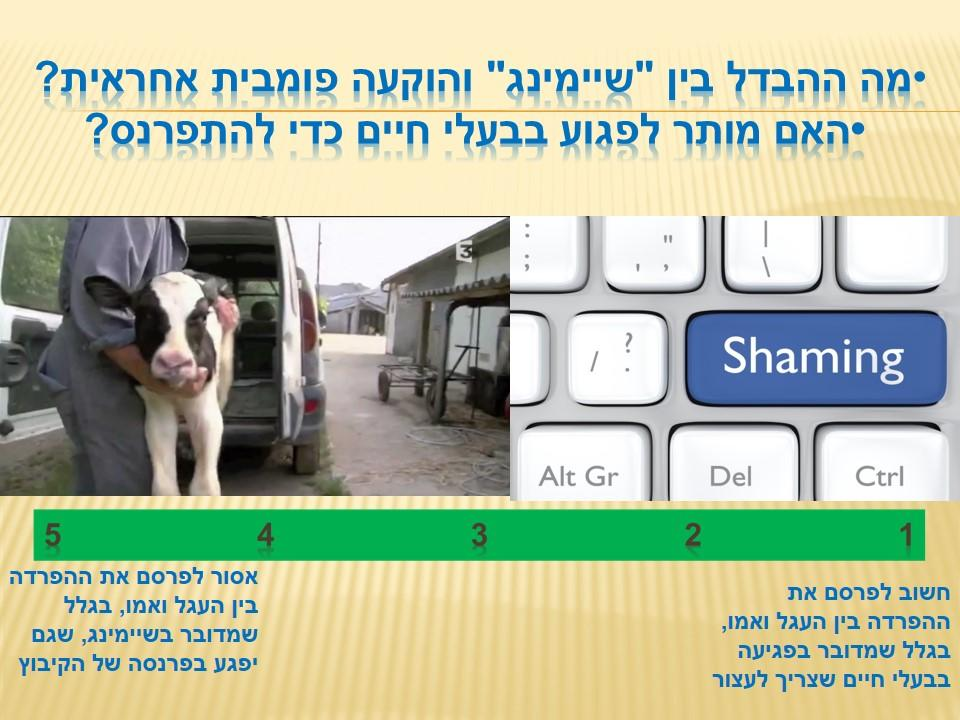 •מה ההבדל בין "שיימינג" והוקעה פומבית אחראית?
•האם מותר לפגוע בבעלי חיים כדי להתפרנס?
3
: ;
" '
,
| \
? /
.
Shaming
Alt Gr
Del
Ctrl
1 2 3 4 5
חשוב לפרסם את
ההפרדה בין העגל ואמו,
בגלל שמדובר בפגיעה
בבעלי חיים שצריך לעצור
אסור לפרסם את ההפרדה
בין העגל ואמו, בגלל
שמדובר בשיימינג, שגם
יפגע בפרנסה של הקיבוץ